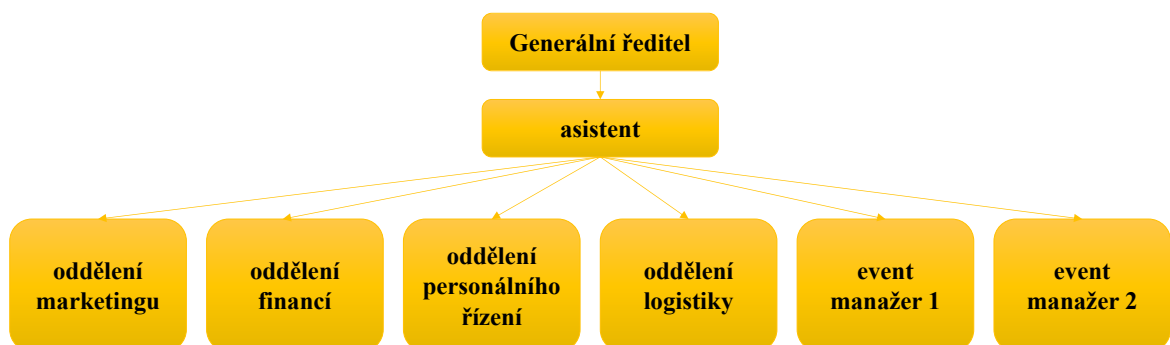 Generální ředitel
asistent
oddělení
marketingu
oddělení
financí
oddělení
personálního
řízení
oddělení
logistiky
event
manažer 1
event
manažer 2